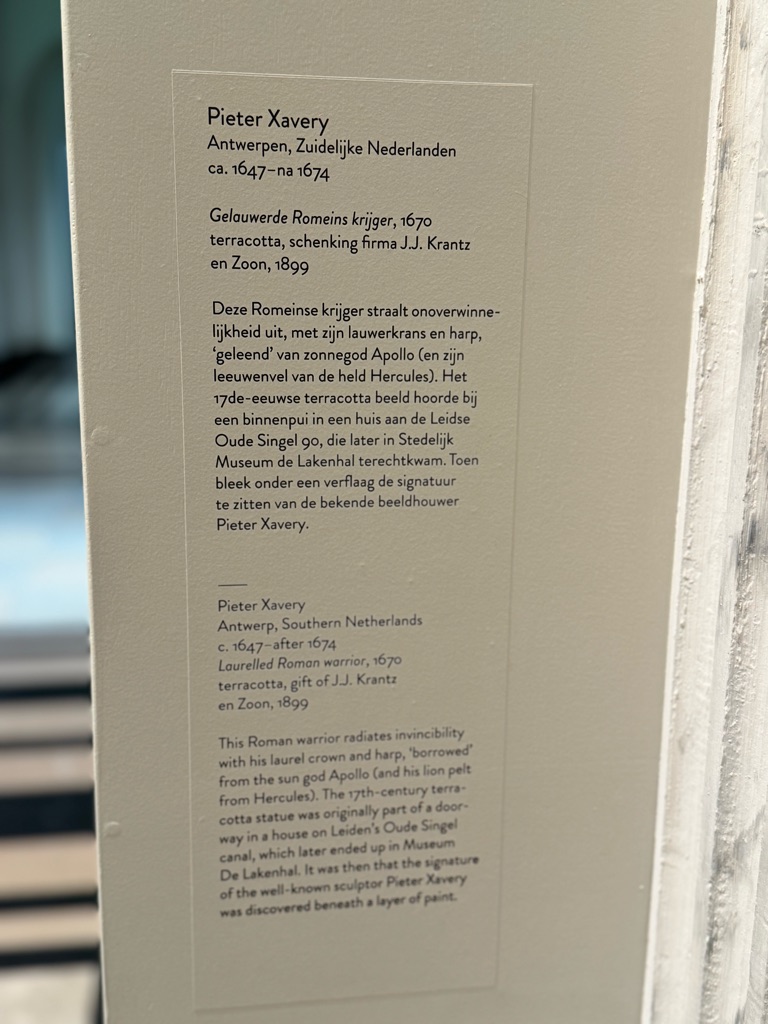 Pieter Xavery
Antwerpen, Zuidelijke Nederlanden
ca. 1647–na 1674
Gelauwerde Romeins krijger, 1670
terracotta, schenking firma J.J. Krantz
en Zoon, 1899
Deze Romeinse krijger straalt onoverwinne-
lijkheid uit, met zijn lauwerkrans en harp,
‘geleend’ van zonnegod Apollo (en zijn
leeuwenvel van de held Hercules). Het
17de-eeuwse terracotta beeld hoorde bij
een binnenpui in een huis aan de Leidse
Oude Singel 90, die later in Stedelijk
Museum de Lakenhal terechtkwam. Toen
bleek onder een verflaag de signatuur
te zitten van de bekende beeldhouwer
Pieter Xavery.
Pieter Xavery
Antwerp, Southern Netherlands
c. 1647–after 1674
Laurelled Roman warrior, 1670
terracotta, gift of J.J. Krantz
en Zoon, 1899
This Roman warrior radiates invincibility
with his laurel crown and harp, ‘borrowed’
from the sun god Apollo (and his lion pelt
from Hercules). The 17th-century terra-
cotta statue was originally part of a door-
way in a house on Leiden’s Oude Singel
canal, which later ended up in Museum
De Lakenhal. It was then that the signature
of the well-known sculptor Pieter Xavery
was discovered beneath a layer of paint.